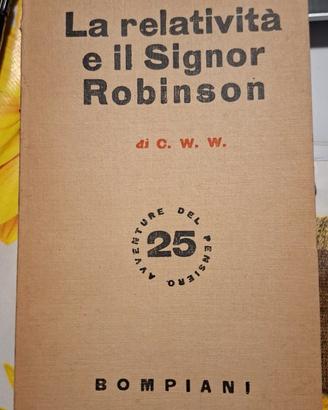 La relatività
e il Signor
Robinson
di C. W. W.
AVVENTURE DEL PENSIERO
25
BOMPIANI